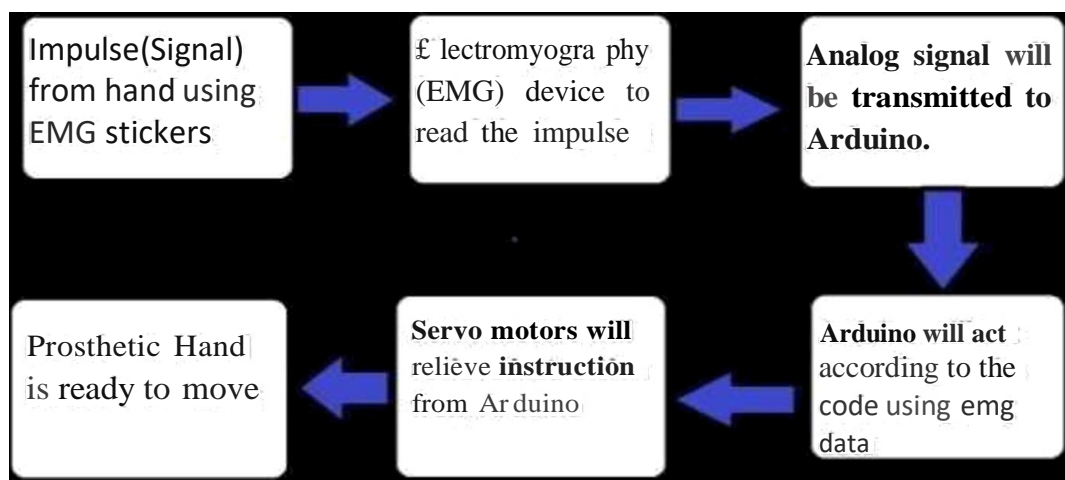 Impulse(Signal)
from hand using
EMG stickers
£ lectromyogra phy
(EMG) device to
read the impulse
Analog signal will
be transmitted to
Arduino.
Arduino will act
according to the
code using emg
data
Servo motors will
relieve instruction
from Ar duino
Prosthetic Hand
is ready to move